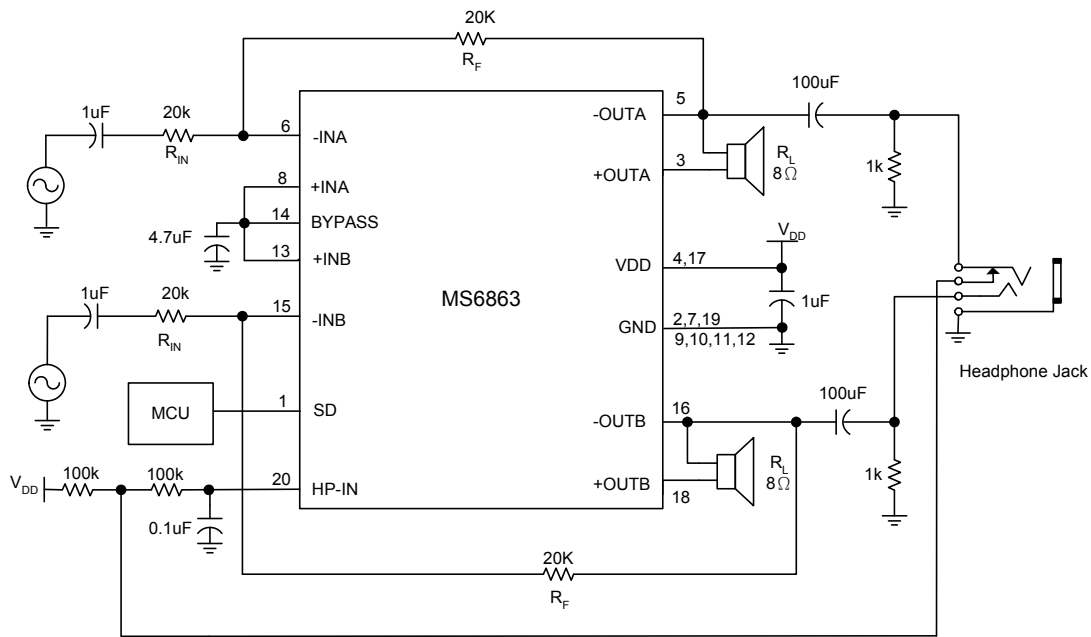 20K
R_F
100uF
5
-OUTA
1uF
20k
6
-INA
R_IN
R_L
8Ω
3
+OUTA
1k
8
+INA
14
BYPASS
4.7uF
13
+INB
V_DD
4,17
VDD
1uF
MS6863
1uF
20k
15
-INB
R_IN
2,7,19
GND
9,10,11,12
Headphone Jack
MCU
1
SD
100uF
16
-OUTB
R_L
8Ω
1k
V_DD
100k
100k
20
HP-IN
+OUTB
18
0.1uF
20K
R_F